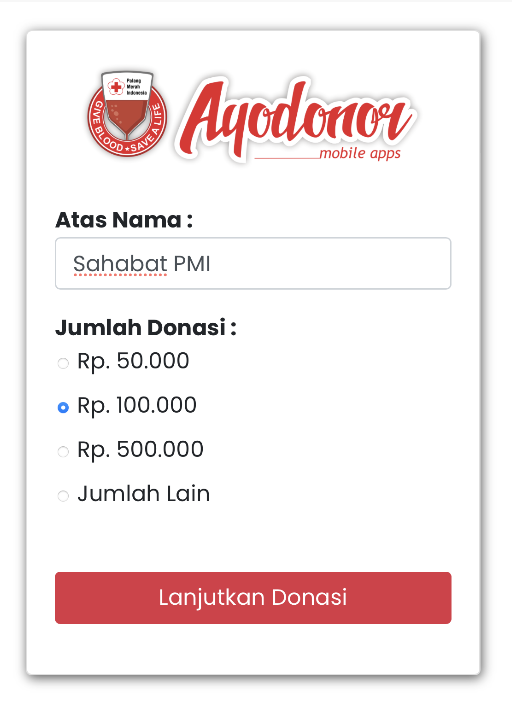 Palang
Merah
Indonesia
GIVE BLOOD ★ SAVE A LIFE
Ayodonor
mobile apps
Atas Nama :
Sahabat PMI
Jumlah Donasi :
Rp. 50.000
Rp. 100.000
Rp. 500.000
Jumlah Lain
Lanjutkan Donasi